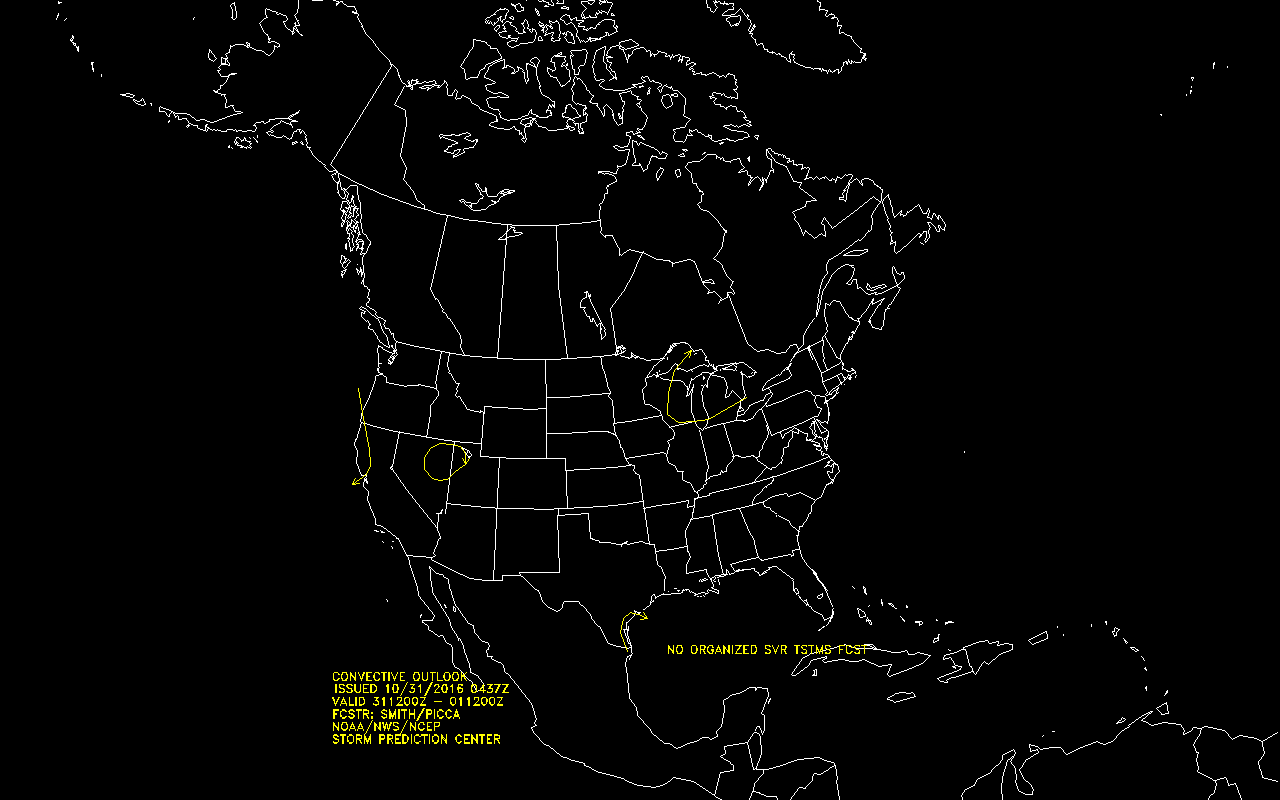 NO ORGANIZED SVR TSTMS FCST
CONVECTIVE OUTLOOK
ISSUED 10/31/2016 0437Z
VALID 311200Z - 011200Z
FCSTR: SMITH/PICCA
NOAA/NWS/NCEP
STORM PREDICTION CENTER